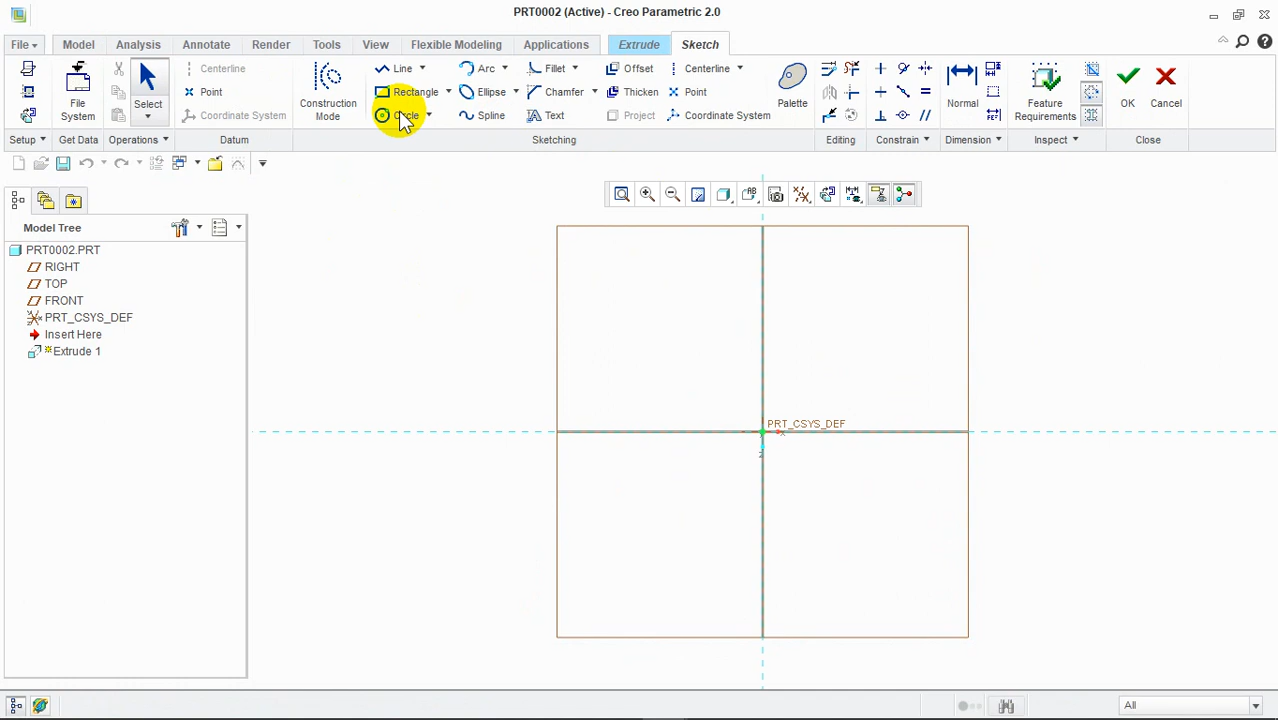 PRT0002 (Active) - Creo Parametric 2.0
File Model Analysis Annotate Render Tools View Flexible Modeling Applications Extrude Sketch
Centerline Line Arc Fillet Offset Centerline
Point Rectangle Ellipse Chamfer Thicken Point
Coordinate System Circle Spline Text Project Coordinate System
File System
Select
Construction Mode
Palette
Normal
Feature Requirements
OK
Cancel
Setup Get Data Operations Datum Sketching Editing Constrain Dimension Inspect Close
Model Tree
PRT0002.PRT
RIGHT
TOP
FRONT
PRT_CSYS_DEF
Insert Here
Extrude 1
PRT_CSYS_DEF
x
z
All